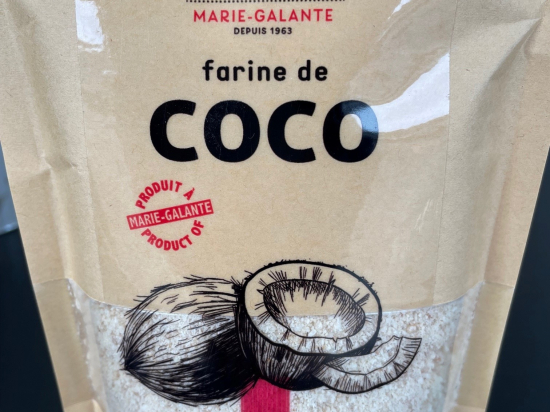 MARIE-GALANTE
DEPUIS 1963
farine de
COCO
PRODUIT À
MARIE-GALANTE
PRODUCT OF